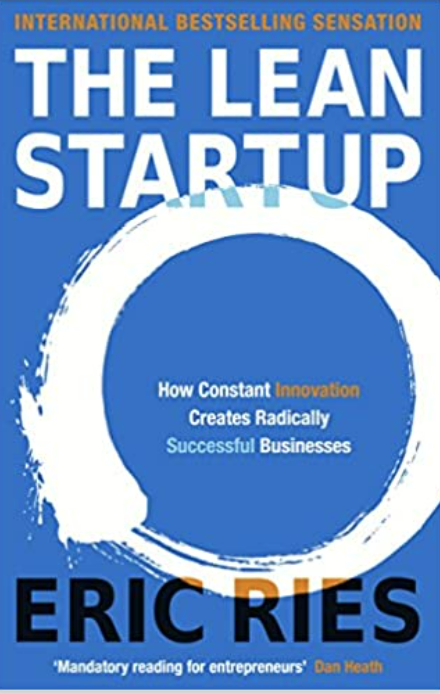 INTERNATIONAL BESTSELLING SENSATION
THE LEAN
STARTUP
How Constant Innovation
Creates Radically
Successful Businesses
ERIC RIES
‘Mandatory reading for entrepreneurs’ Dan Heath